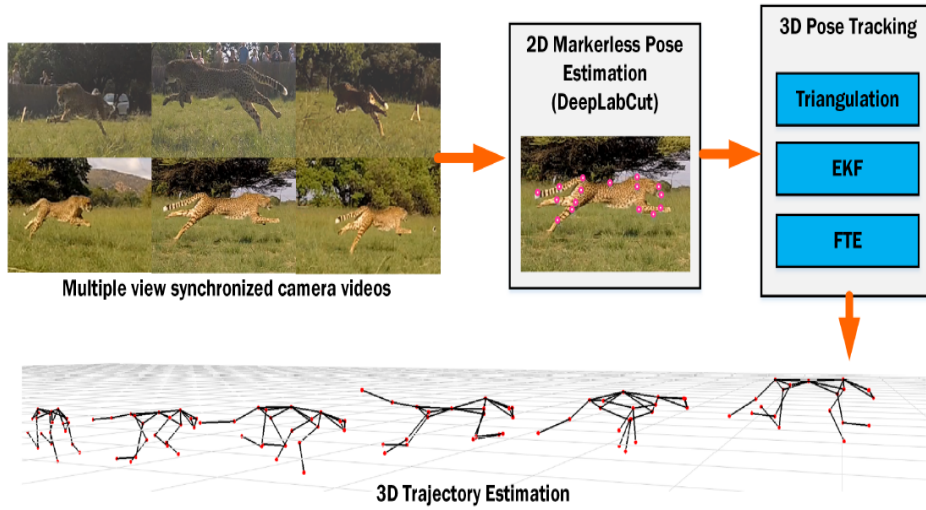 Multiple view synchronized camera videos
2D Markerless Pose
Estimation
(DeepLabCut)
3D Pose Tracking
Triangulation
EKF
FTE
3D Trajectory Estimation